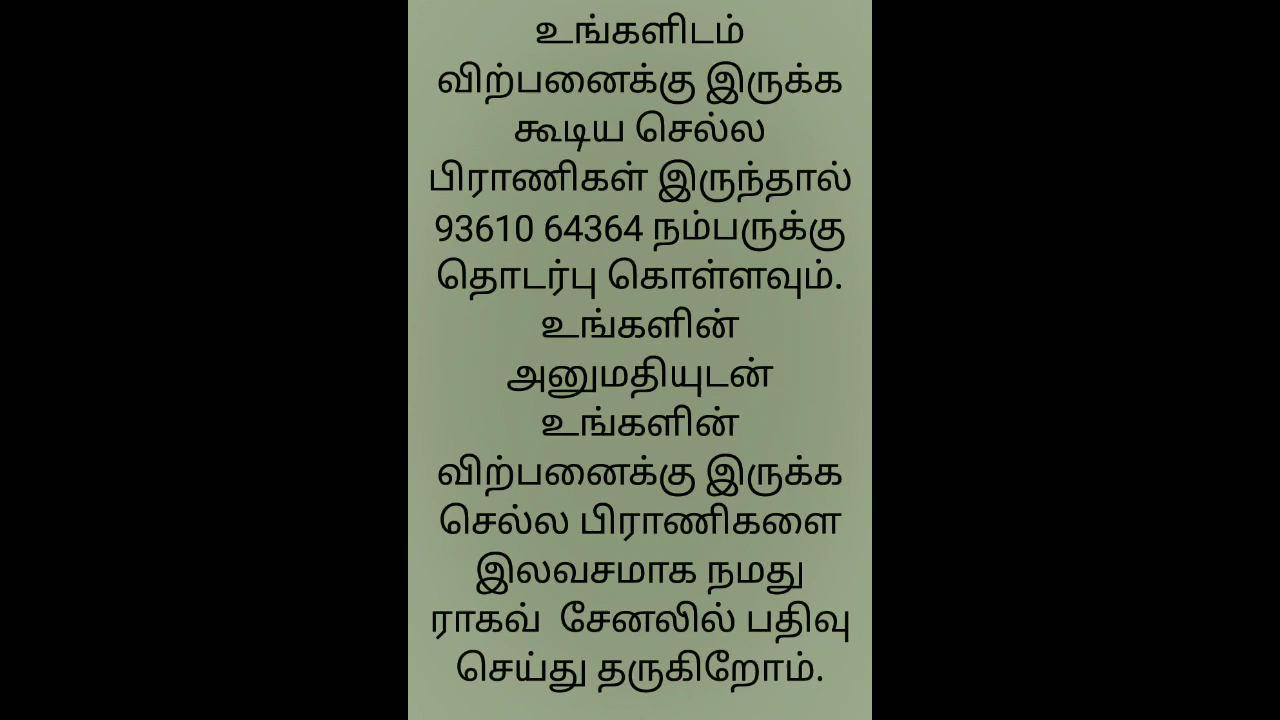 உங்களிடம்
விற்பனைக்கு இருக்க
கூடிய செல்ல
பிராணிகள் இருந்தால்
93610 64364 நம்பருக்கு
தொடர்பு கொள்ளவும்.
உங்களின்
அனுமதியுடன்
உங்களின்
விற்பனைக்கு இருக்க
செல்ல பிராணிகளை
இலவசமாக நமது
ராகவ் சேனலில் பதிவு
செய்து தருகிறோம்.